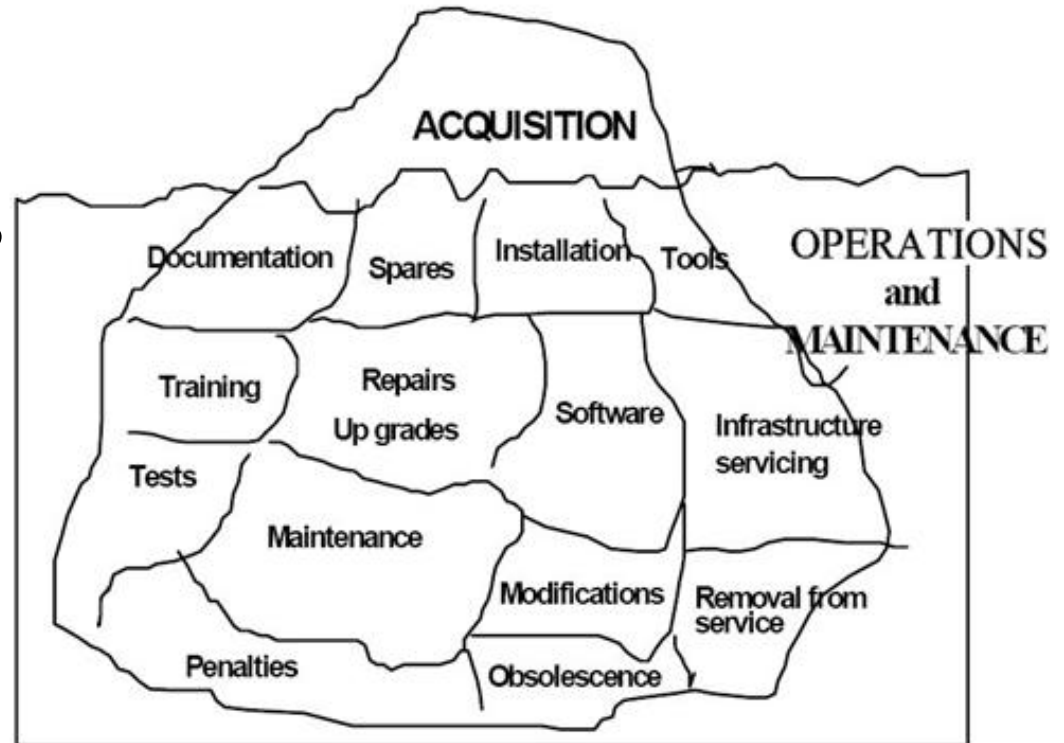 ACQUISITION
Documentation
Spares
Installation
Tools
OPERATIONS
and
MAINTENANCE
Training
Repairs
Up grades
Software
Infrastructure
servicing
Tests
Maintenance
Modifications
Removal from
service
Penalties
Obsolescence